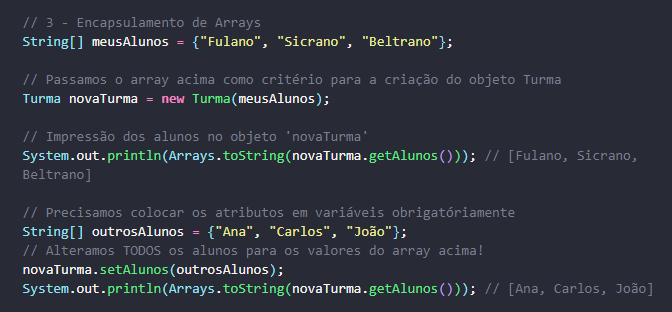 // 3 - Encapsulamento de Arrays
String[] meusAlunos = {"Fulano", "Sicrano", "Beltrano"};
// Passamos o array acima como critério para a criação do objeto Turma
Turma novaTurma = new Turma(meusAlunos);
// Impressão dos alunos no objeto 'novaTurma'
System.out.println(Arrays.toString(novaTurma.getAlunos())); // [Fulano, Sicrano,
Beltrano]
// Precisamos colocar os atributos em variáveis obrigatóriamente
String[] outrosAlunos = {"Ana", "Carlos", "João"};
// Alteramos TODOS os alunos para os valores do array acima!
novaTurma.setAlunos(outrosAlunos);
System.out.println(Arrays.toString(novaTurma.getAlunos())); // [Ana, Carlos, João]